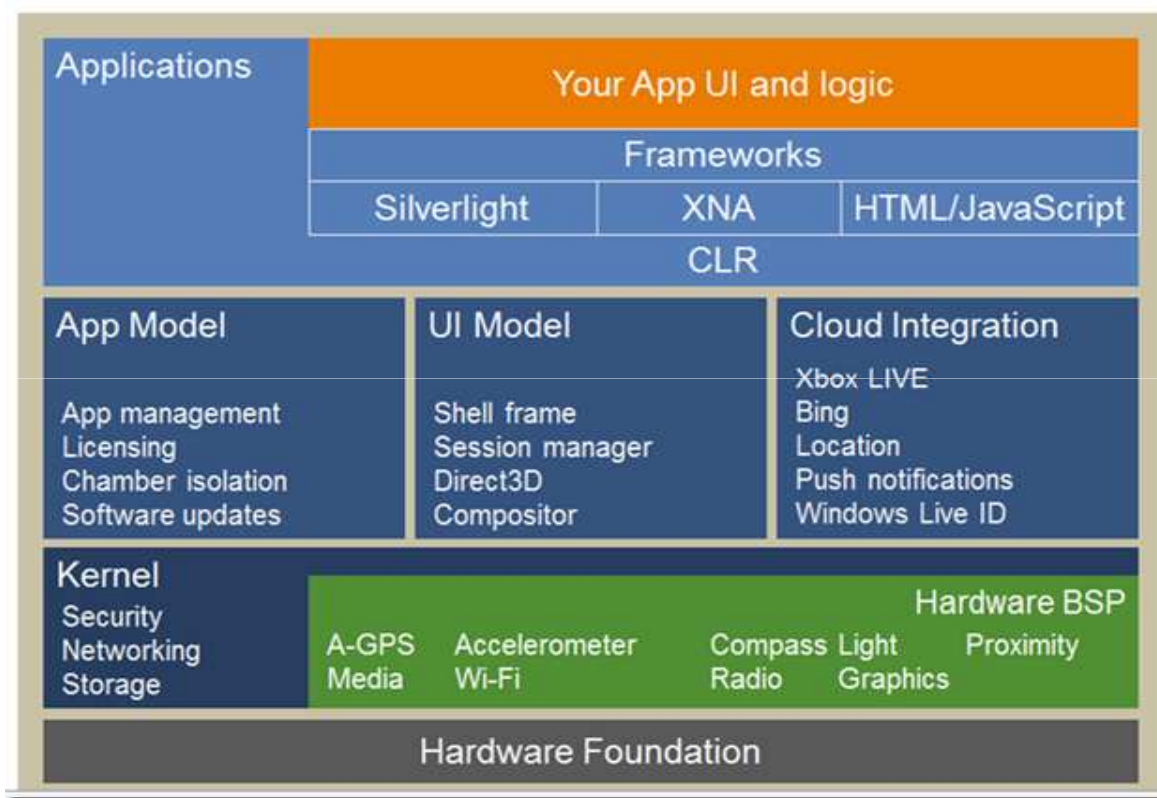 Applications
Your App UI and logic
Frameworks
Silverlight XNA HTML/JavaScript
CLR
App Model
App management
Licensing
Chamber isolation
Software updates
UI Model
Shell frame
Session manager
Direct3D
Compositor
Cloud Integration
Xbox LIVE
Bing
Location
Push notifications
Windows Live ID
Kernel
Security
Networking
Storage
Hardware BSP
A-GPS Accelerometer Compass Light Proximity
Media Wi-Fi Radio Graphics
Hardware Foundation